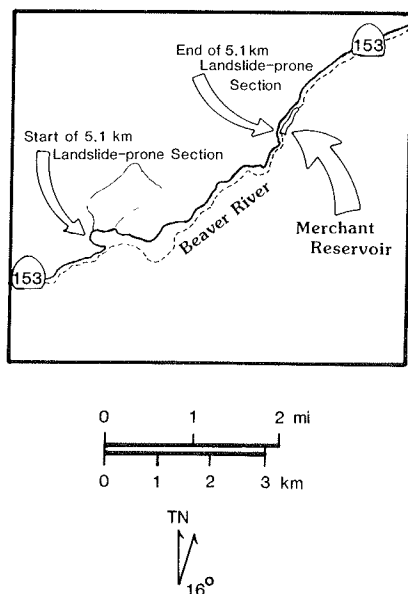 153
End of 5.1 km
Landslide-prone
Section
Start of 5.1 km
Landslide-prone Section
Beaver River
Merchant
Reservoir
153
0 1 2 mi
0 1 2 3 km
TN
16°